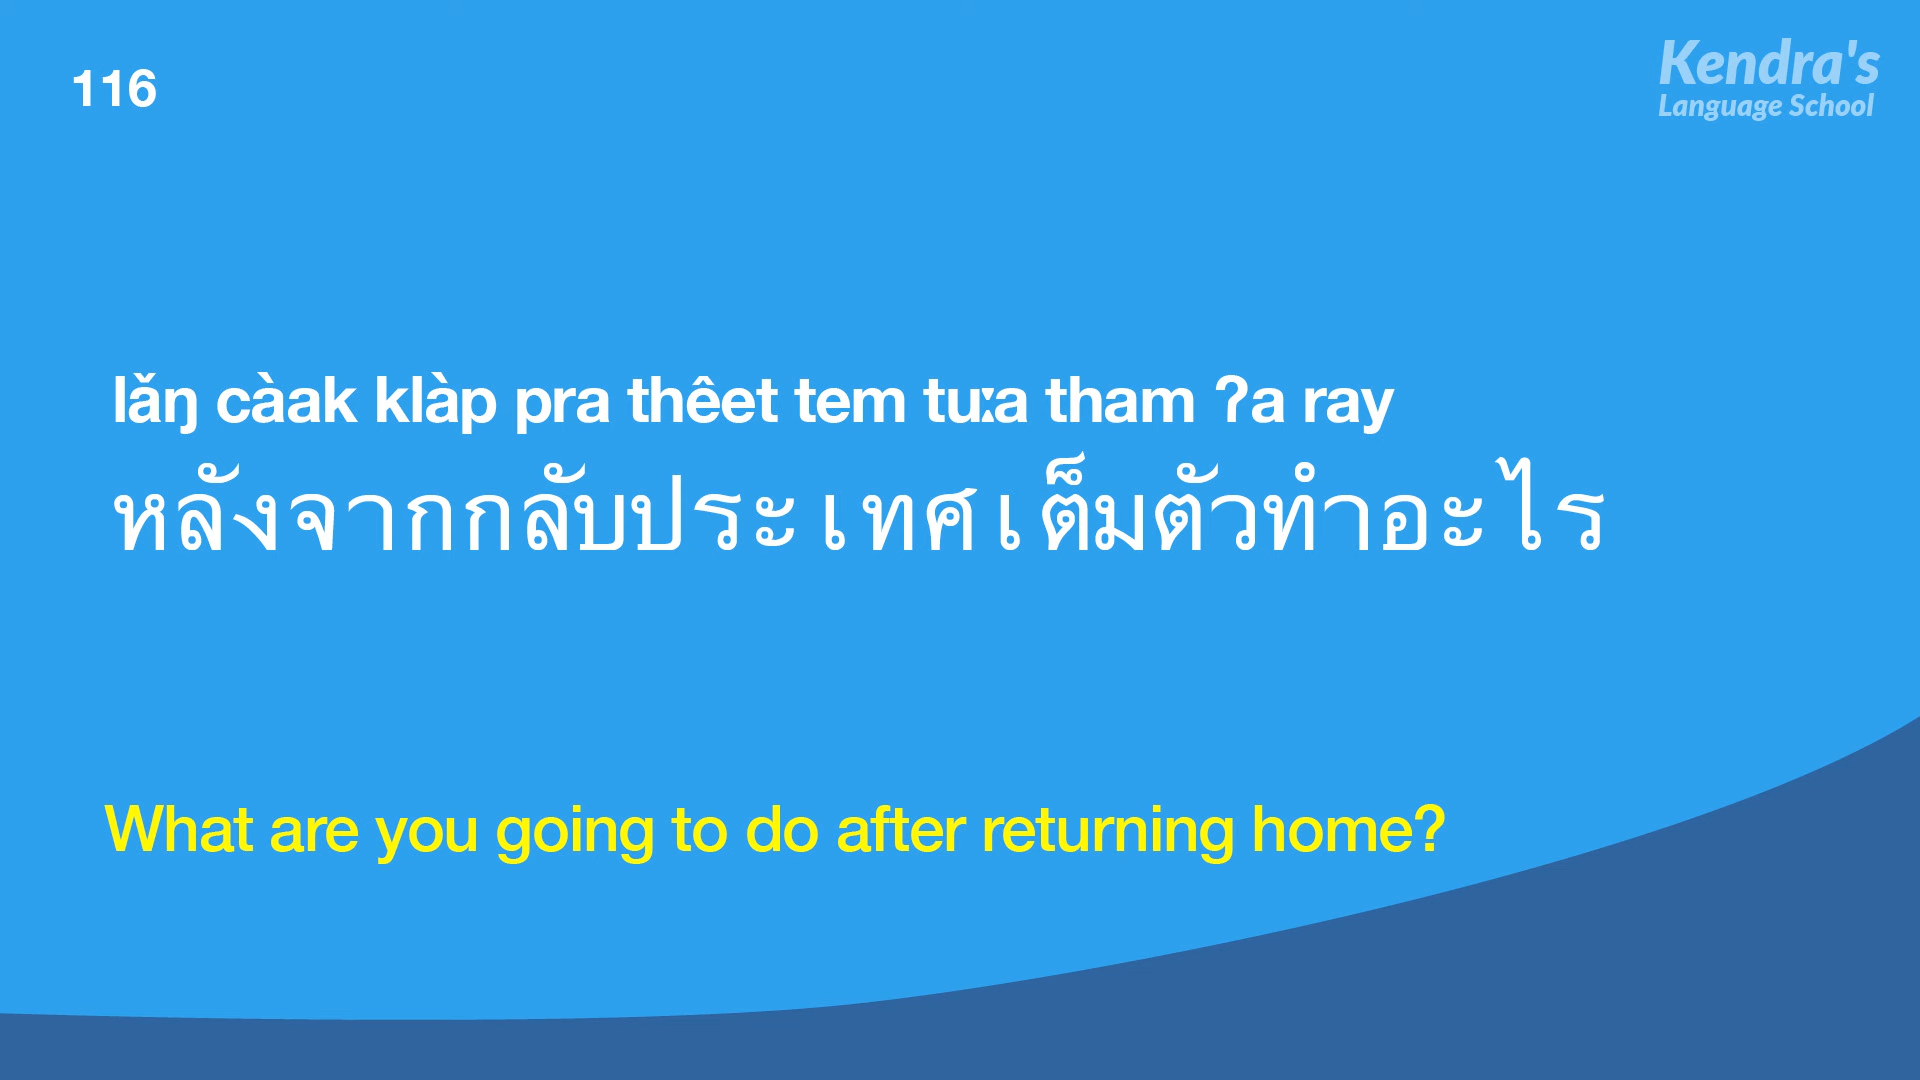 116
Kendra's
Language School
lǎŋ càak klàp pra thêet tem tuːa tham ʔa ray
หลังจากกลับประเทศเต็มตัวทำอะไร
What are you going to do after returning home?